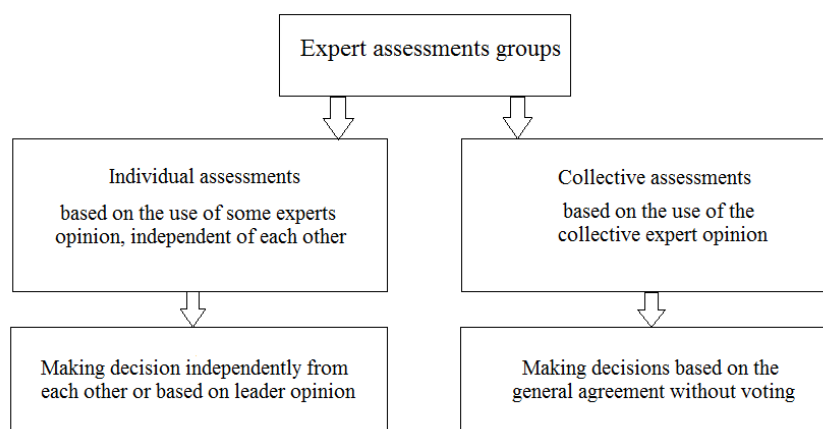 Expert assessments groups
Individual assessments
based on the use of some experts
opinion, independent of each other
Collective assessments
based on the use of the
collective expert opinion
Making decision independently from
each other or based on leader opinion
Making decisions based on the
general agreement without voting